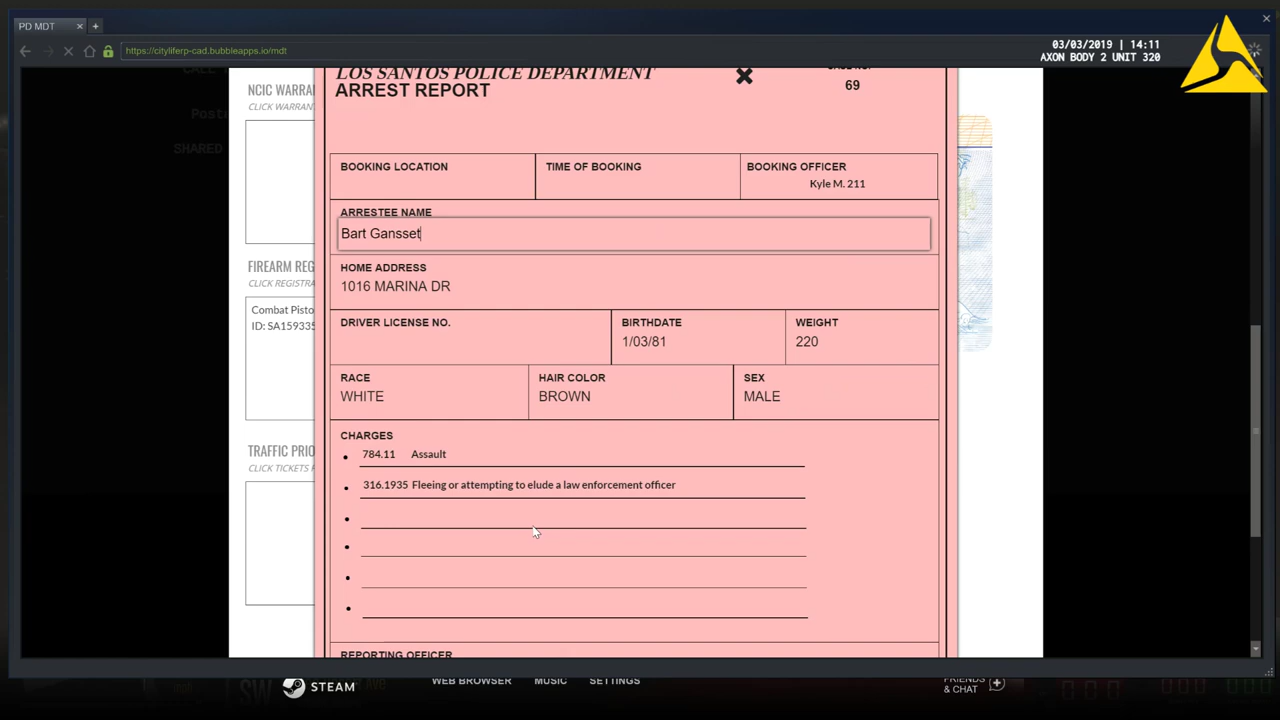 PD MDT
https://cityliferp-cad.bubbleapps.io/mdt
03/03/2019 | 14:11
AXON BODY 2 UNIT 320
LOS SANTOS POLICE DEPARTMENT
ARREST REPORT
69
NCIC WARRA
CLICK WARRAN
SHARED
BOOKING LOCATION
TIME OF BOOKING
BOOKING OFFICER
Kyle M. 211
ARRESTEE NAME
Bart Gansset
HOME ADDRESS
1016 MARINA DR
FIREARM REG
CLICK REGISTRA
Combat Pisto
ID: SA159335
DRIVER LICENSE NO.
BIRTHDATE
1/03/81
WEIGHT
220
RACE
WHITE
HAIR COLOR
BROWN
SEX
MALE
TRAFFIC PRIO
CLICK TICKETS
CHARGES
784.11 Assault
316.1935 Fleeing or attempting to elude a law enforcement officer
REPORTING OFFICER
STEAM
WEB BROWSER
MUSIC
SETTINGS
FRIENDS
& CHAT